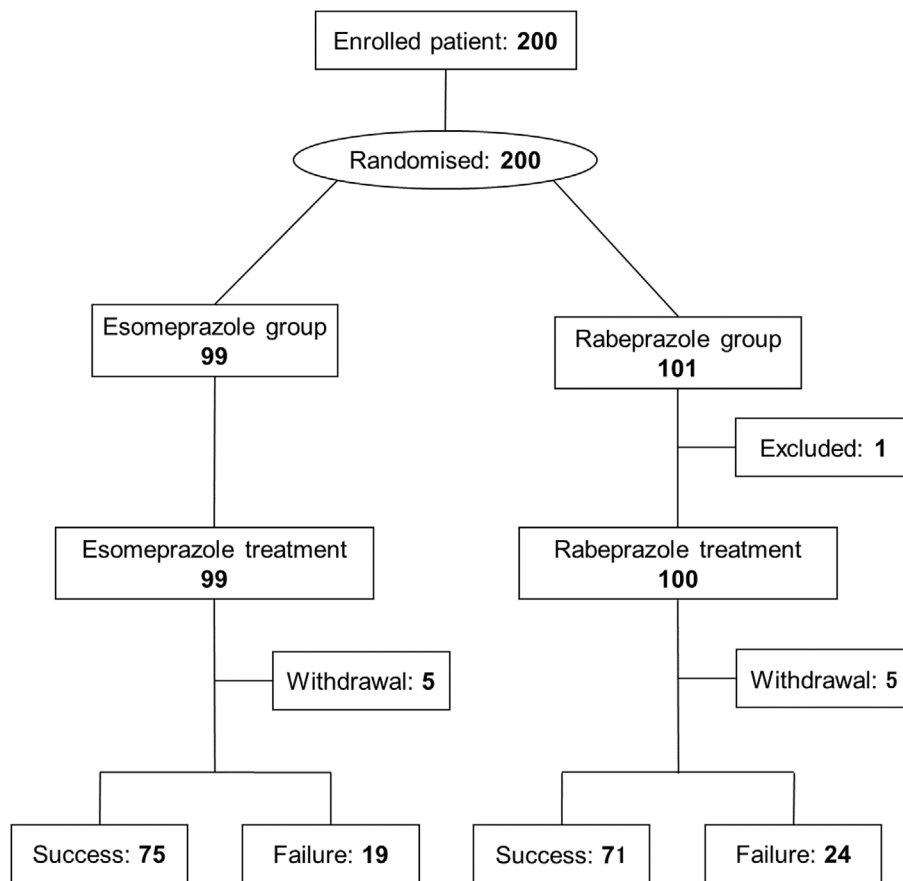 Enrolled patient: 200
Randomised: 200
Esomeprazole group
99
Rabeprazole group
101
Excluded: 1
Esomeprazole treatment
99
Rabeprazole treatment
100
Withdrawal: 5
Withdrawal: 5
Success: 75
Failure: 19
Success: 71
Failure: 24